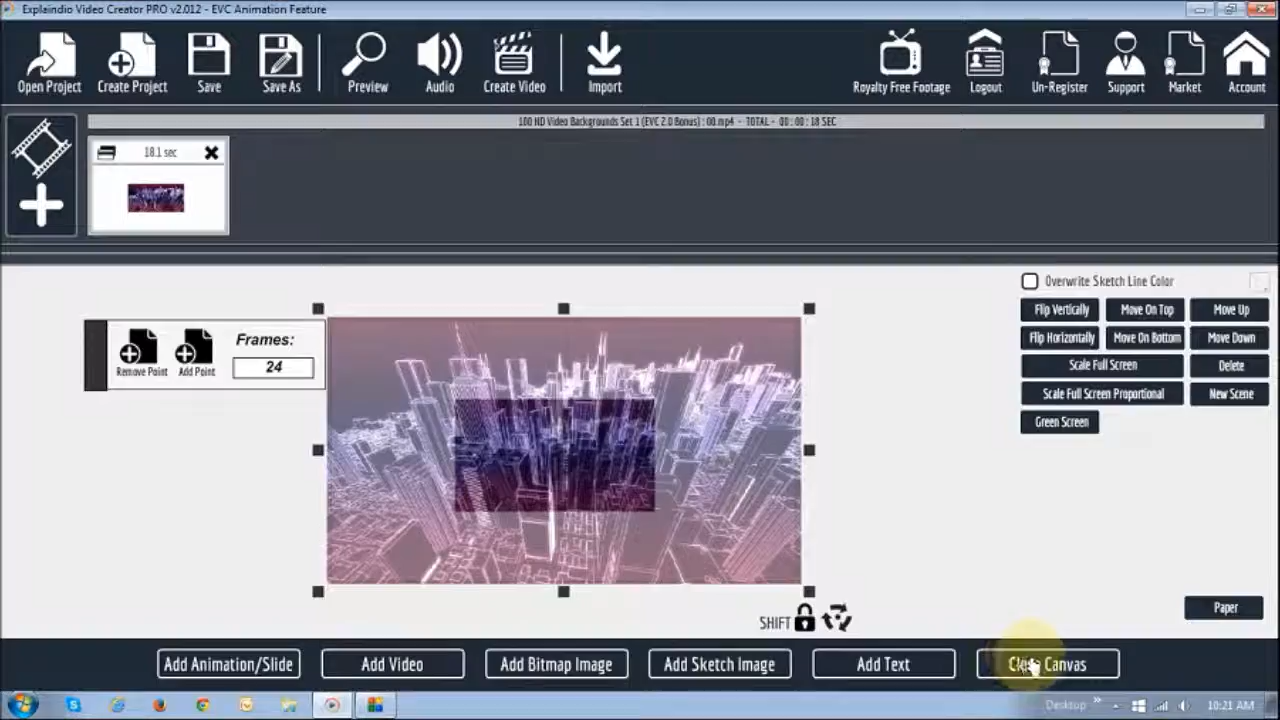 Explaindio Video Creator PRO v2.012 - EVC Animation Feature
Open Project
Create Project
Save
Save As
Preview
Audio
Create Video
Import
Royalty Free Footage
Logout
Un-Register
Support
Market
Account
100 HD Video Backgrounds Set 1 (EVC 2.0 Bonus) : 00.mp4 - TOTAL - 00 : 00 : 18 SEC
18.1 sec
Overwrite Sketch Line Color
Flip Vertically
Move On Top
Move Up
Flip Horizontally
Move On Bottom
Move Down
Scale Full Screen
Delete
Scale Full Screen Proportional
New Scene
Green Screen
Frames:
24
Remove Point
Add Point
Paper
SHIFT
Add Animation/Slide
Add Video
Add Bitmap Image
Add Sketch Image
Add Text
Canvas
Desktop
10:21 AM